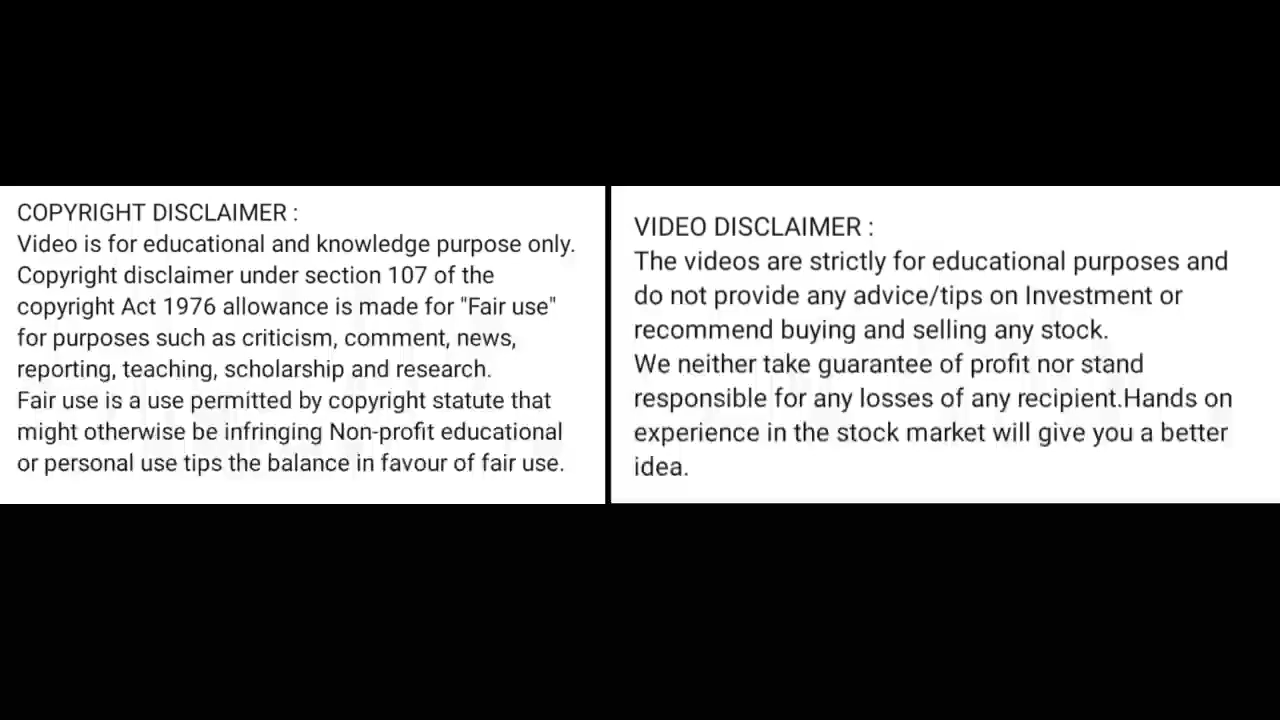 COPYRIGHT DISCLAIMER :
Video is for educational and knowledge purpose only.
Copyright disclaimer under section 107 of the
copyright Act 1976 allowance is made for "Fair use"
for purposes such as criticism, comment, news,
reporting, teaching, scholarship and research.
Fair use is a use permitted by copyright statute that
might otherwise be infringing Non-profit educational
or personal use tips the balance in favour of fair use.
VIDEO DISCLAIMER :
The videos are strictly for educational purposes and
do not provide any advice/tips on Investment or
recommend buying and selling any stock.
We neither take guarantee of profit nor stand
responsible for any losses of any recipient.Hands on
experience in the stock market will give you a better
idea.